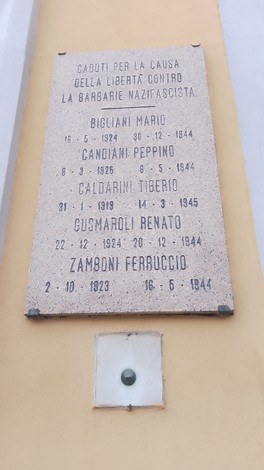 CADUTI PER LA CAUSA
DELLA LIBERTÀ CONTRO
LA BARBARIE NAZIFASCISTA
BIGLIANI MARIO
16 - 5 - 1924 30 - 12 - 1944
CANDIANI PEPPINO
8 - 3 - 1926 6 - 5 - 1944
CALDARINI TIBERIO
31 - 1 - 1919 14 - 3 - 1945
GUSMAROLI RENATO
22 - 12 - 1924 20 - 12 - 1944
ZAMBONI FERRUCCIO
2 - 10 - 1923 16 - 5 - 1944